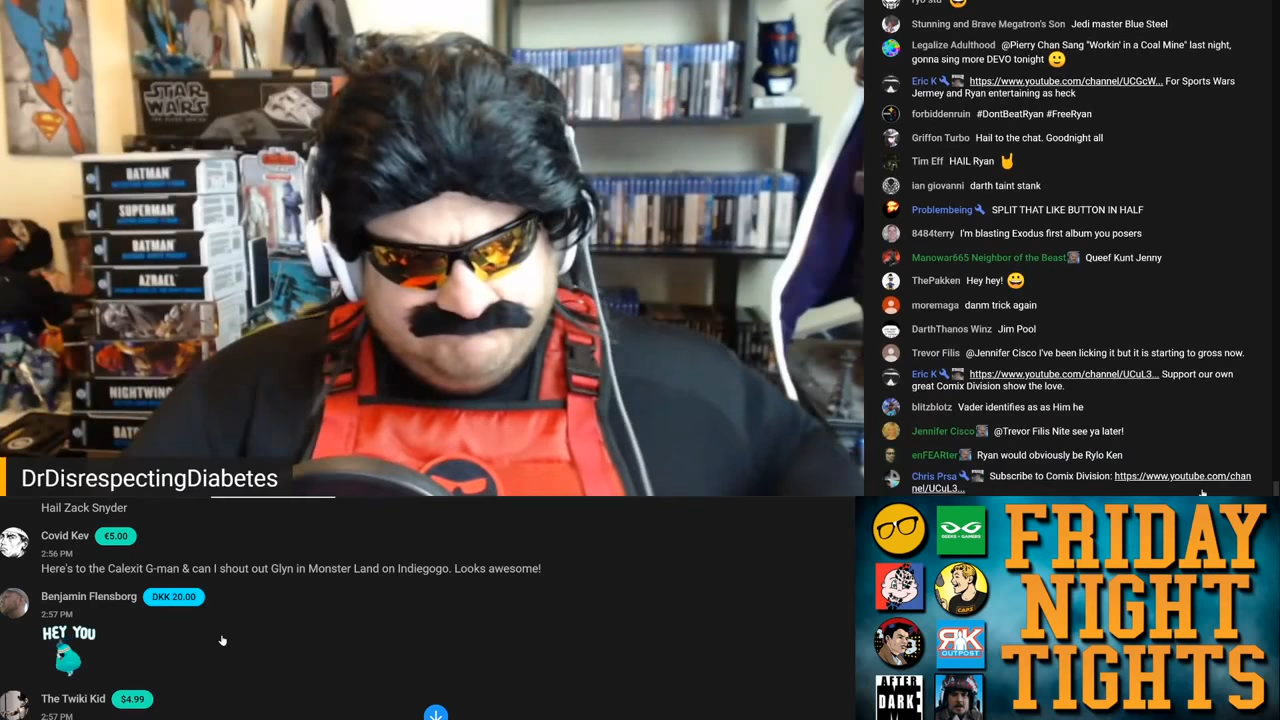 STAR
WARS
BATMAN
SUPERMAN
BATMAN
AZRAEL
NIGHTWING
DrDisrespectingDiabetes
Stunning and Brave Megatron's Son Jedi master Blue Steel
Legalize Adulthood @Pierry Chan Sang "Workin' in a Coal Mine" last night,
gonna sing more DEVO tonight
Eric K https://www.youtube.com/channel/UCGcW... For Sports Wars
Jermey and Ryan entertaining as heck
forbiddenruin #DontBeatRyan #FreeRyan
Griffon Turbo Hail to the chat. Goodnight all
Tim Eff HAIL Ryan
ian giovanni darth taint stank
Problembeing SPLIT THAT LIKE BUTTON IN HALF
8484terry I'm blasting Exodus first album you posers
Manowar665 Neighbor of the Beast Queef Kunt Jenny
ThePakken Hey hey!
moremaga danm trick again
DarthThanos Winz Jim Pool
Trevor Filis @Jennifer Cisco I've been licking it but it is starting to gross now.
Eric K https://www.youtube.com/channel/UCuL3... Support our own
great Comix Division show the love.
blitzblotz Vader identifies as as Him he
Jennifer Cisco @Trevor Filis Nite see ya later!
enFEARter Ryan would obviously be Rylo Ken
Chris Prsa Subscribe to Comix Division: https://www.youtube.com/chan
nel/UCuL3...
Hail Zack Snyder
Covid Kev €5.00
2:56 PM
Here's to the Calexit G-man & can I shout out Glyn in Monster Land on Indiegogo. Looks awesome!
Benjamin Flensborg DKK 20.00
2:57 PM
HEY YOU
The Twiki Kid $4.99
2:57 PM
GEEKS + GAMERS
CAPS
RK
OUTPOST
AFTER
DARK
FRIDAY
NIGHT
TIGHTS